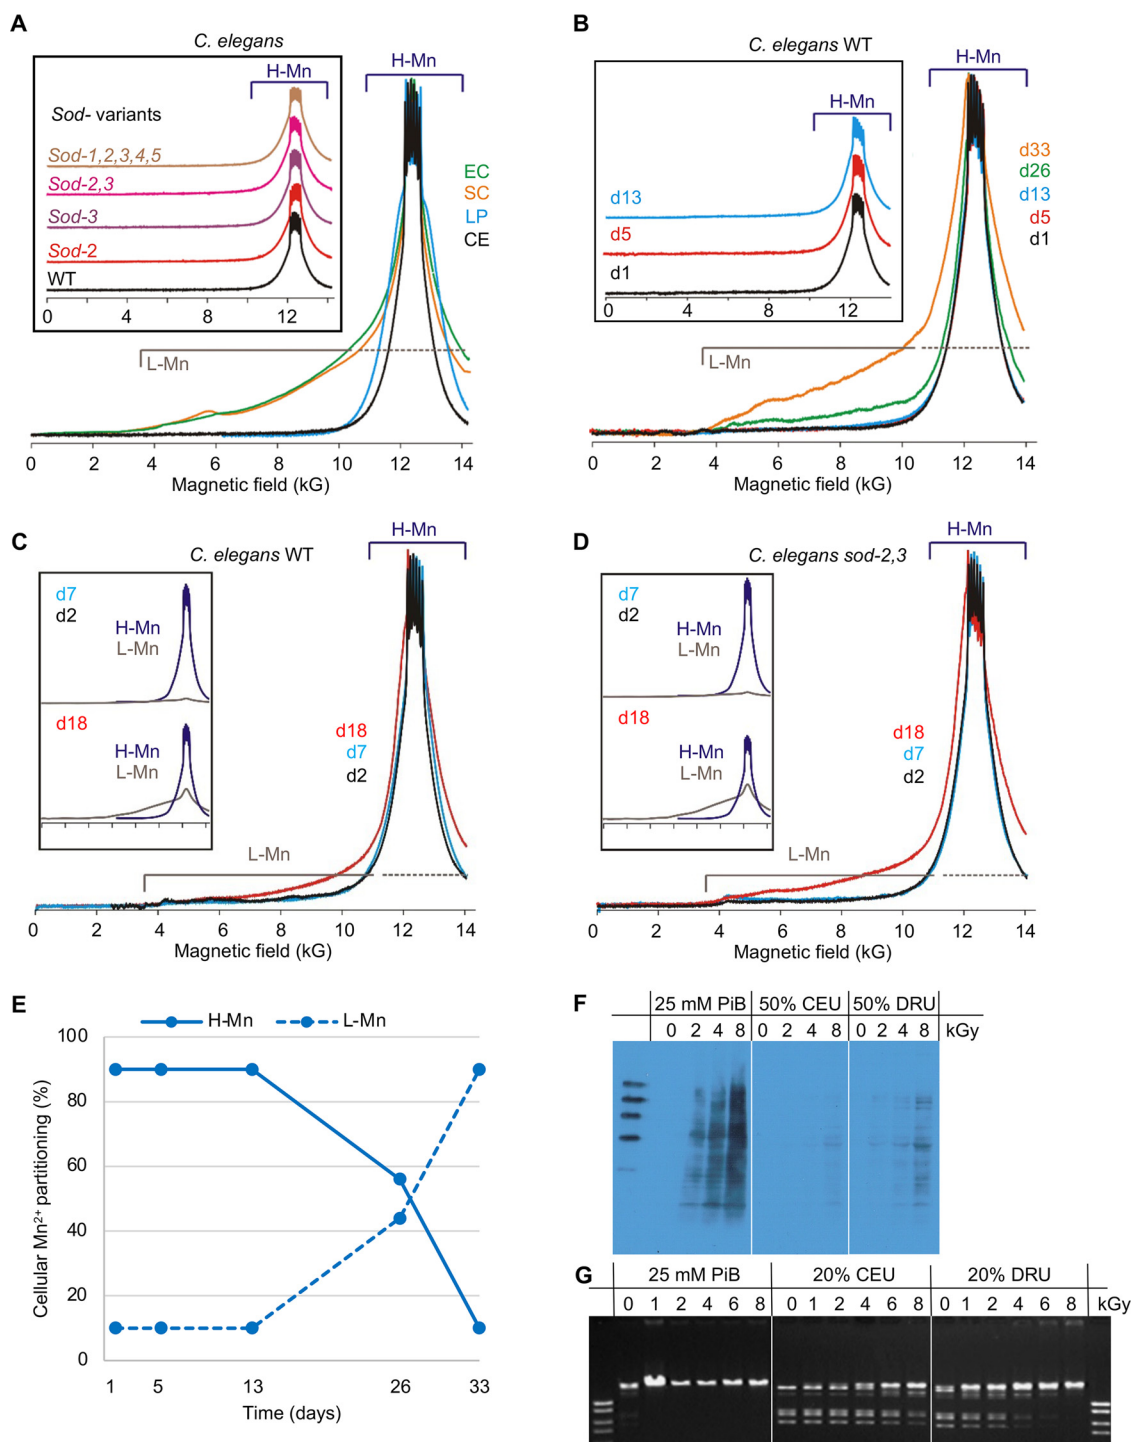 A
C. elegans
H-Mn
H-Mn
Sod- variants
Sod-1,2,3,4,5
Sod-2,3
Sod-3
Sod-2
WT
0 4 8 12
EC
SC
LP
CE
L-Mn
0 2 4 6 8 10 12 14
Magnetic field (kG)
B
C. elegans WT
H-Mn
H-Mn
d13
d5
d1
0 4 8 12
d33
d26
d13
d5
d1
L-Mn
0 2 4 6 8 10 12 14
Magnetic field (kG)
C
C. elegans WT
H-Mn
d7
d2
H-Mn
L-Mn
d18
H-Mn
L-Mn
d18
d7
d2
L-Mn
0 2 4 6 8 10 12 14
Magnetic field (kG)
D
C. elegans sod-2,3
H-Mn
d7
d2
H-Mn
L-Mn
d18
H-Mn
L-Mn
d18
d7
d2
L-Mn
0 2 4 6 8 10 12 14
Magnetic field (kG)
E
H-Mn L-Mn
100
80
60
40
20
0
Cellular Mn²⁺ partitioning (%)
1 5 13 26 33
Time (days)
F
25 mM PiB 50% CEU 50% DRU
0 2 4 8 0 2 4 8 0 2 4 8 kGy
G
25 mM PiB 20% CEU 20% DRU
0 1 2 4 6 8 0 1 2 4 6 8 0 1 2 4 6 8 kGy